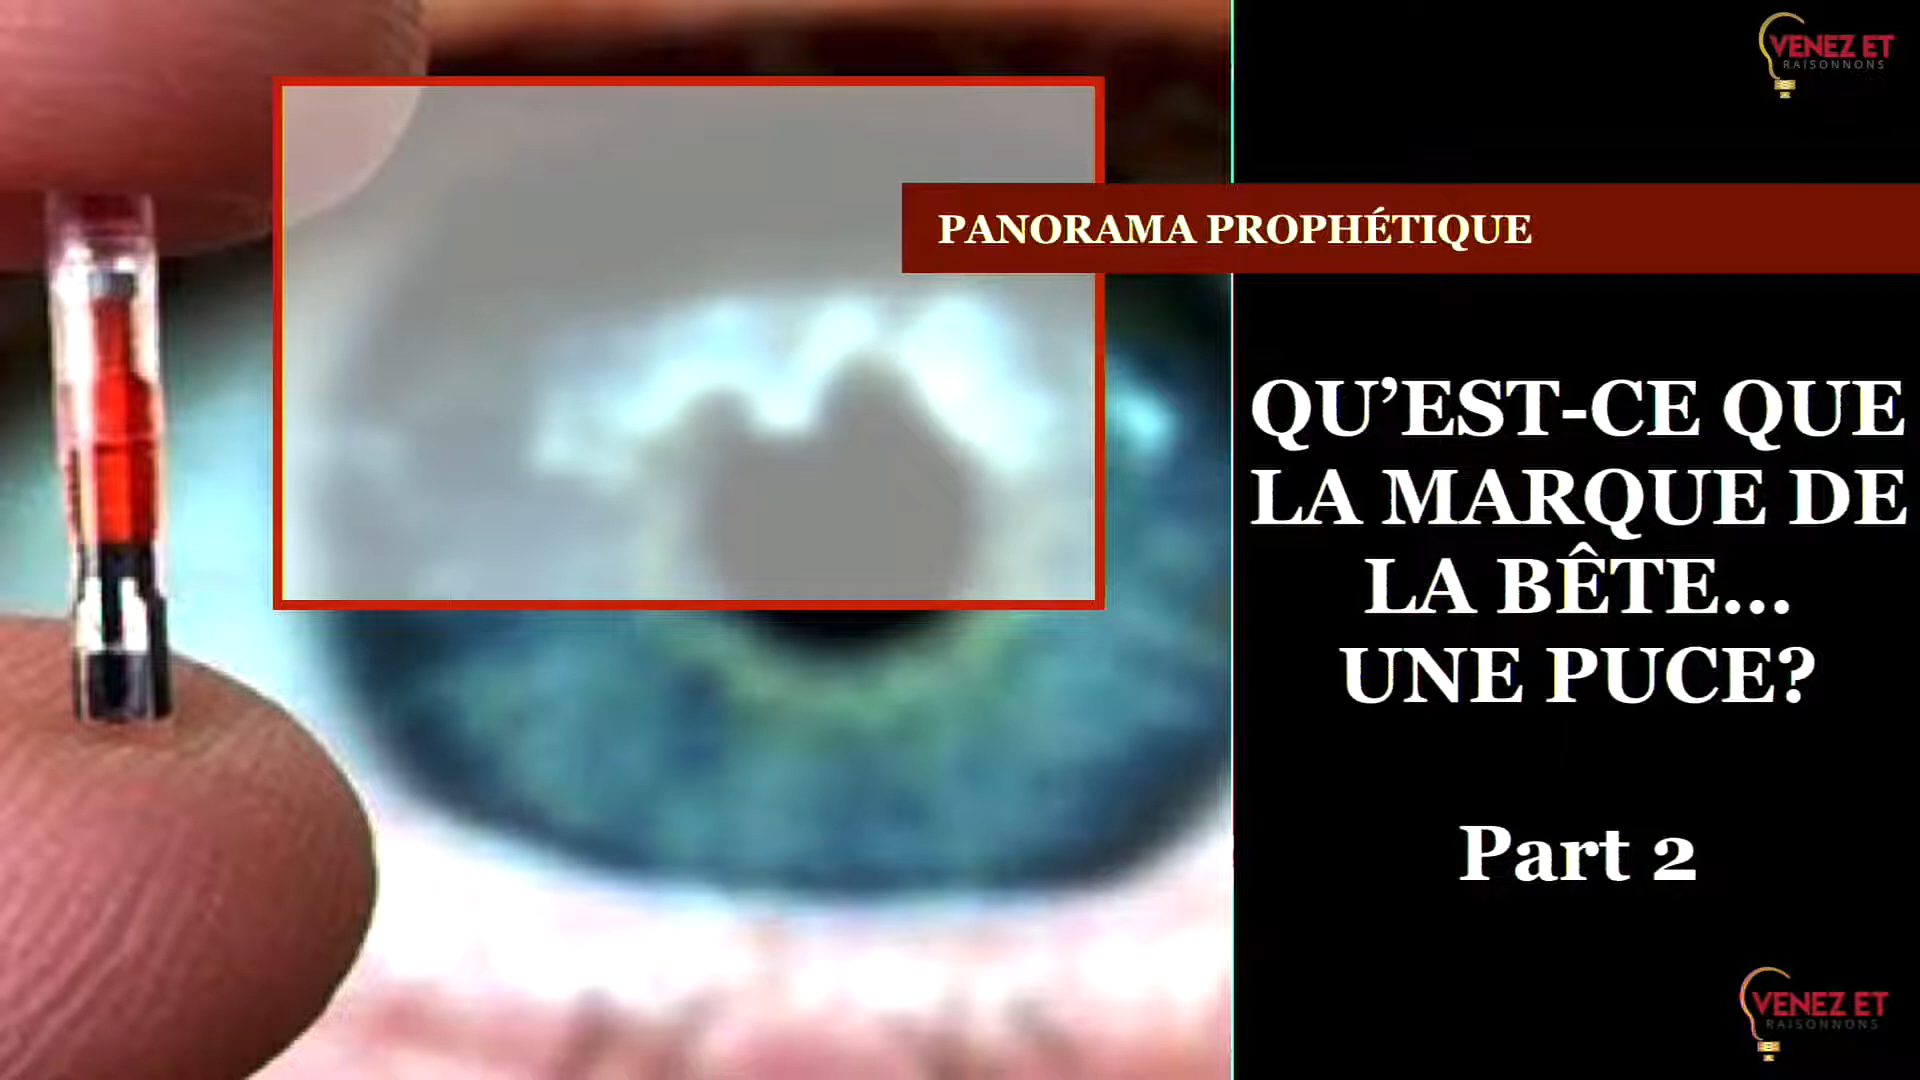 VENEZ ET
RAISONNONS
PANORAMA PROPHÉTIQUE
QU’EST-CE QUE
LA MARQUE DE
LA BÊTE...
UNE PUCE?
Part 2
VENEZ ET
RAISONNONS